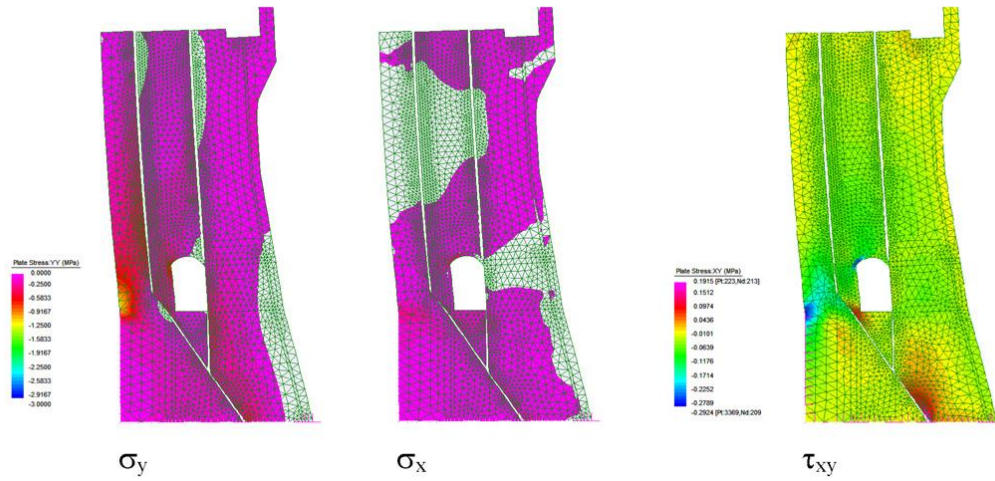 Plate Stress:YY (MPa)
0.0000
-0.2500
-0.5833
-0.9167
-1.2500
-1.5833
-1.9167
-2.2500
-2.5833
-2.9167
-3.0000
Plate Stress:XY (MPa)
0.1915 [Pt:223,Nd:213]
0.1512
0.0974
0.0436
-0.0101
-0.0639
-0.1176
-0.1714
-0.2252
-0.2789
-0.2924 [Pt:3369,Nd:209
σy
σx
τxy